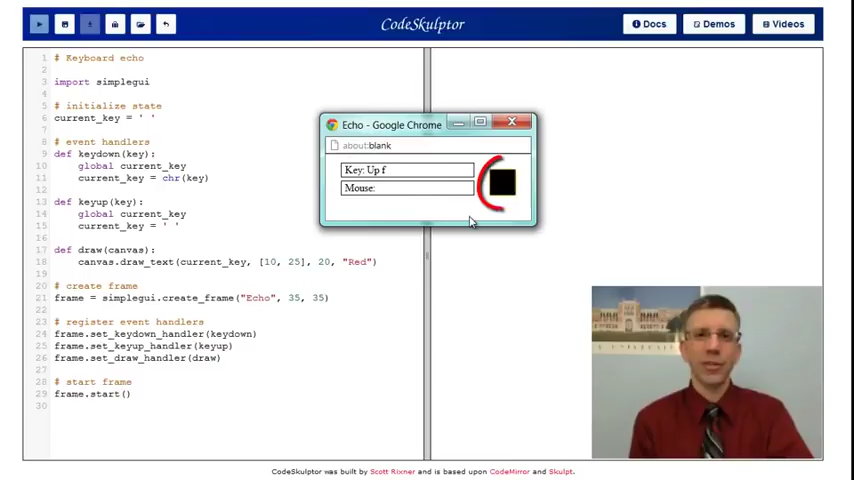 CodeSkulptor
Docs
Demos
Videos
1 # Keyboard echo
2
3 import simplegui
4
5 # initialize state
6 current_key = ' '
7
8 # event handlers
9 def keydown(key):
10 global current_key
11 current_key = chr(key)
12
13 def keyup(key):
14 global current_key
15 current_key = ' '
16
17 def draw(canvas):
18 canvas.draw_text(current_key, [10, 25], 20, "Red")
19
20 # create frame
21 frame = simplegui.create_frame("Echo", 35, 35)
22
23 # register event handlers
24 frame.set_keydown_handler(keydown)
25 frame.set_keyup_handler(keyup)
26 frame.set_draw_handler(draw)
27
28 # start frame
29 frame.start()
30
Echo - Google Chrome
about:blank
Key: Up f
Mouse:
CodeSkulptor was built by Scott Rixner and is based upon CodeMirror and Skulpt.